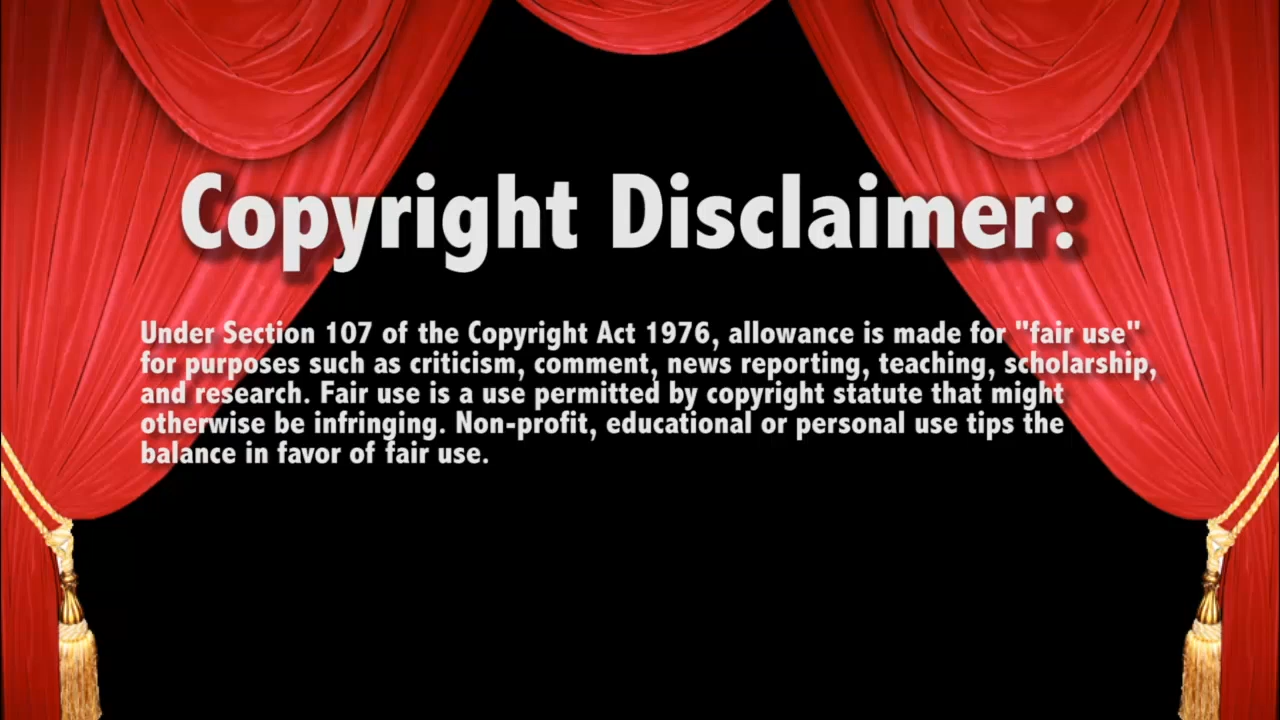 Copyright Disclaimer:
Under Section 107 of the Copyright Act 1976, allowance is made for "fair use"
for purposes such as criticism, comment, news reporting, teaching, scholarship,
and research. Fair use is a use permitted by copyright statute that might
otherwise be infringing. Non-profit, educational or personal use tips the
balance in favor of fair use.